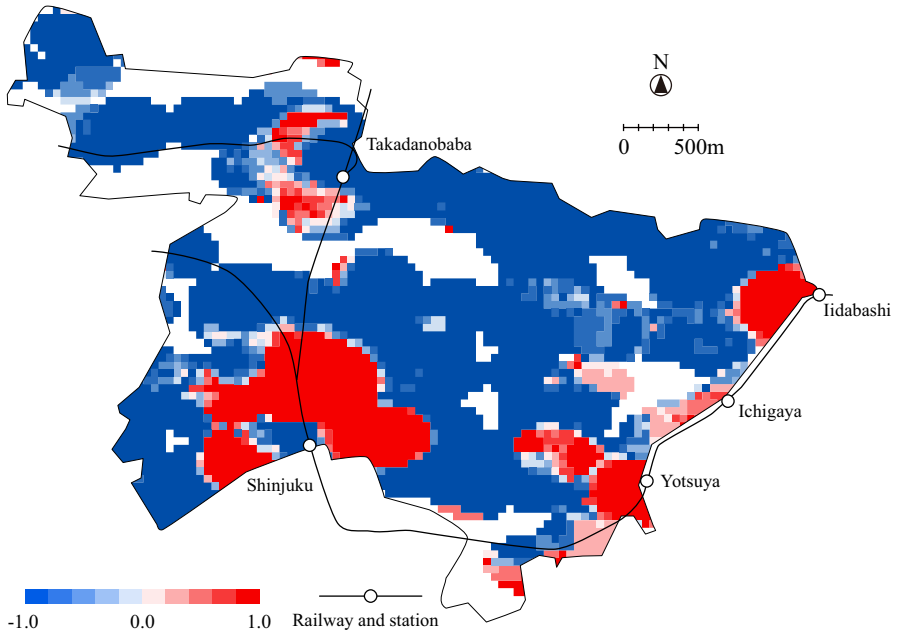 N
0 500m
Takadanobaba
Iidabashi
Ichigaya
Yotsuya
Shinjuku
-1.0 0.0 1.0
Railway and station